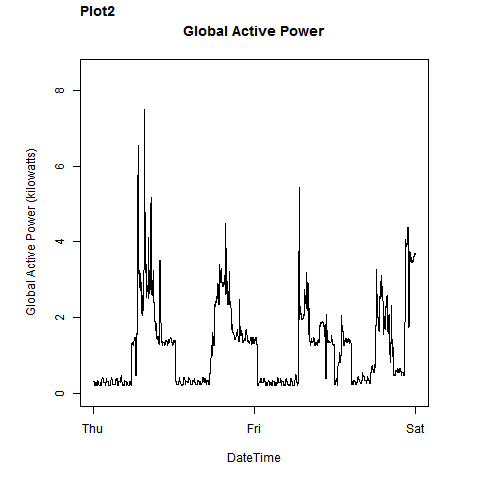 Plot2
Global Active Power
Global Active Power (kilowatts)
8
6
4
2
0
Thu
Fri
Sat
DateTime